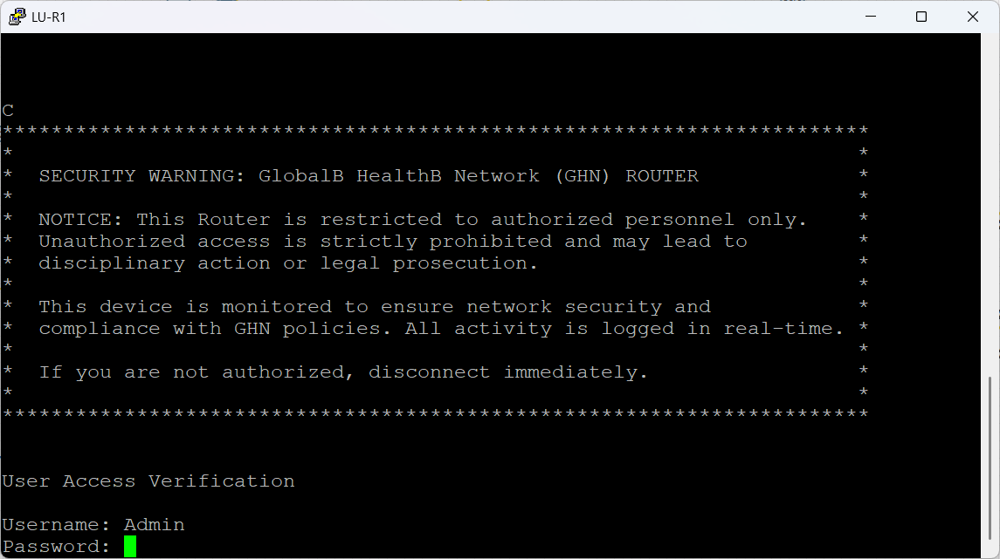 LU-R1
C
***********************************************************************
*                                                                     *
*  SECURITY WARNING: GlobalB HealthB Network (GHN) ROUTER             *
*                                                                     *
*  NOTICE: This Router is restricted to authorized personnel only.    *
*  Unauthorized access is strictly prohibited and may lead to         *
*  disciplinary action or legal prosecution.                          *
*                                                                     *
*  This device is monitored to ensure network security and            *
*  compliance with GHN policies. All activity is logged in real-time. *
*                                                                     *
*  If you are not authorized, disconnect immediately.                 *
*                                                                     *
***********************************************************************
User Access Verification
Username: Admin
Password: